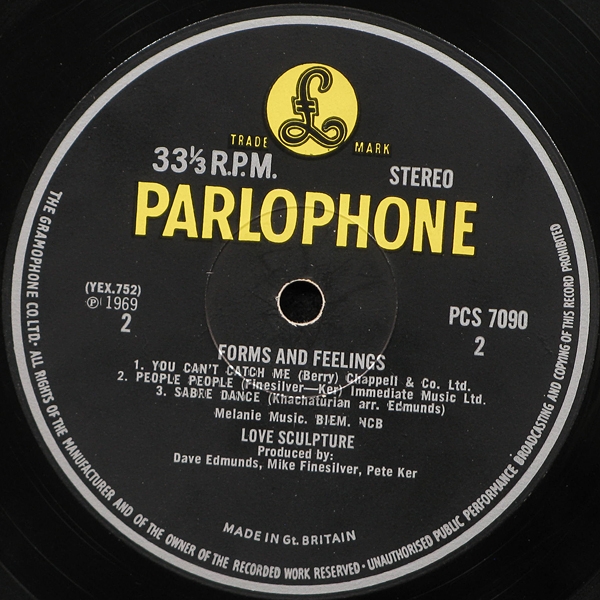 £
TRADE MARK
33⅓ R.P.M. STEREO
PARLOPHONE
(YEX.752)
Ⓟ 1969
2
PCS 7090
2
FORMS AND FEELINGS
1. YOU CAN'T CATCH ME (Berry) Chappell & Co. Ltd.
2. PEOPLE PEOPLE (Finesilver—Ker) Immediate Music Ltd.
3. SABRE DANCE (Khachaturian arr. Edmunds)
Melanie Music. BIEM. NCB
LOVE SCULPTURE
Produced by:
Dave Edmunds, Mike Finesilver, Pete Ker
MADE IN Gt. BRITAIN
THE GRAMOPHONE CO. LTD. · ALL RIGHTS OF THE MANUFACTURER AND OF THE OWNER OF THE RECORDED WORK RESERVED · UNAUTHORISED PUBLIC PERFORMANCE BROADCASTING AND COPYING OF THIS RECORD PROHIBITED